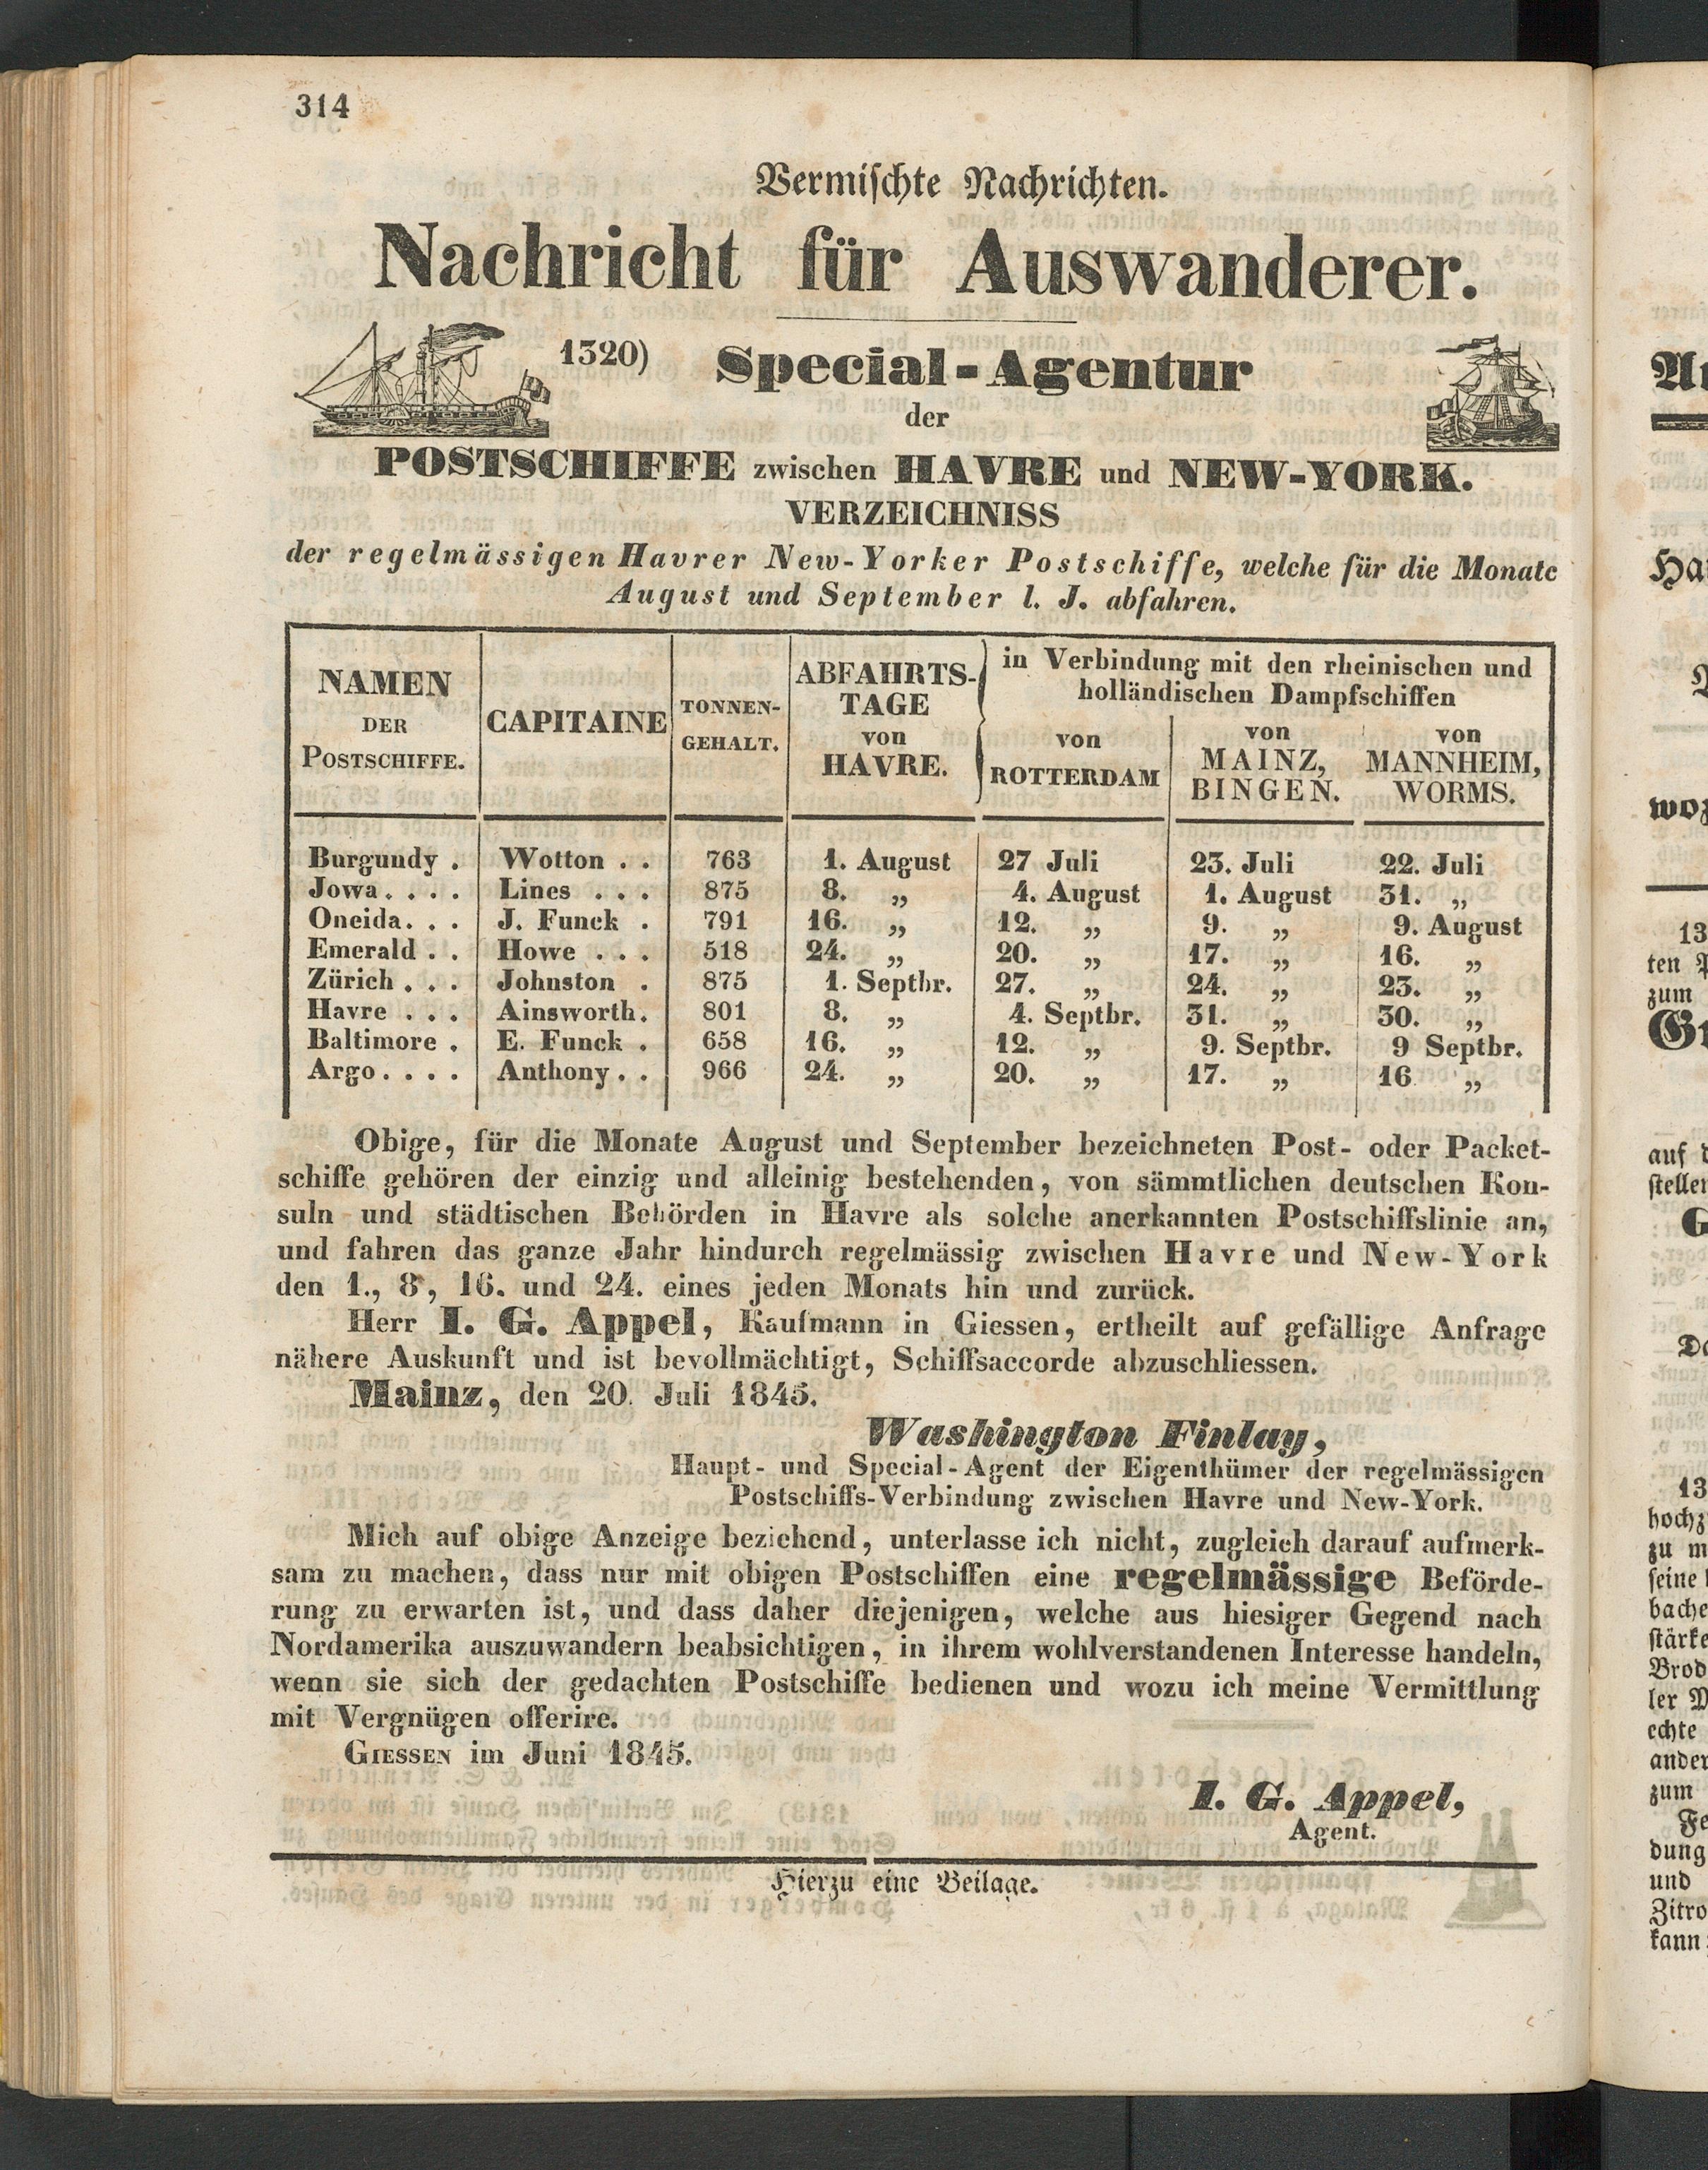 314
Vermischte Nachrichten.
Nachricht für Auswanderer.
1320) Special-Agentur
der
POSTSCHIFFE zwischen HAVRE und NEW-YORK.
VERZEICHNISS
der regelmässigen Havrer New-Yorker Postschiffe, welche für die Monate
August und September l. J. abfahren.
NAMEN
DER
POSTSCHIFFE.
CAPITAINE
TONNEN-
GEHALT.
ABFAHRTS-
TAGE
von
HAVRE.
in Verbindung mit den rheinischen und
holländischen Dampfschiffen
von
ROTTERDAM
von
MAINZ,
BINGEN.
von
MANNHEIM,
WORMS.
Burgundy . Wotton . . 763 1. August 27 Juli 23. Juli 22. Juli
Jowa . . . . Lines . . . 875 8. „ 4. August 1. August 31. „
Oneida. . . J. Funck . 791 16. „ 12. „ 9. „ 9. August
Emerald . . Howe . . . 518 24. „ 20. „ 17. „ 16. „
Zürich . . . Johnston . 875 1. Septbr. 27. „ 24. „ 23. „
Havre . . . Ainsworth. 801 8. „ 4. Septbr. 31. „ 30. „
Baltimore . E. Funck . 658 16. „ 12. „ 9. Septbr. 9 Septbr.
Argo . . . . Anthony . . 966 24. „ 20. „ 17. „ 16 „
Obige, für die Monate August und September bezeichneten Post- oder Packet-
schiffe gehören der einzig und alleinig bestehenden, von sämmtlichen deutschen Kon-
suln und städtischen Behörden in Havre als solche anerkannten Postschiffslinie an,
und fahren das ganze Jahr hindurch regelmässig zwischen Havre und New-York
den 1., 8, 16. und 24. eines jeden Monats hin und zurück.
Herr I. G. Appel, Kaufmann in Giessen, ertheilt auf gefällige Anfrage
nähere Auskunft und ist bevollmächtigt, Schiffsaccorde abzuschliessen.
Mainz, den 20. Juli 1845.
Washington Finlay,
Haupt- und Special-Agent der Eigenthümer der regelmässigen
Postschiffs-Verbindung zwischen Havre und New-York.
Mich auf obige Anzeige beziehend, unterlasse ich nicht, zugleich darauf aufmerk-
sam zu machen, dass nur mit obigen Postschiffen eine regelmässige Beförde-
rung zu erwarten ist, und dass daher diejenigen, welche aus hiesiger Gegend nach
Nordamerika auszuwandern beabsichtigen, in ihrem wohlverstandenen Interesse handeln,
wenn sie sich der gedachten Postschiffe bedienen und wozu ich meine Vermittlung
mit Vergnügen offerire.
GIESSEN im Juni 1845.
I. G. Appel,
Agent.
Hierzu eine Beilage.